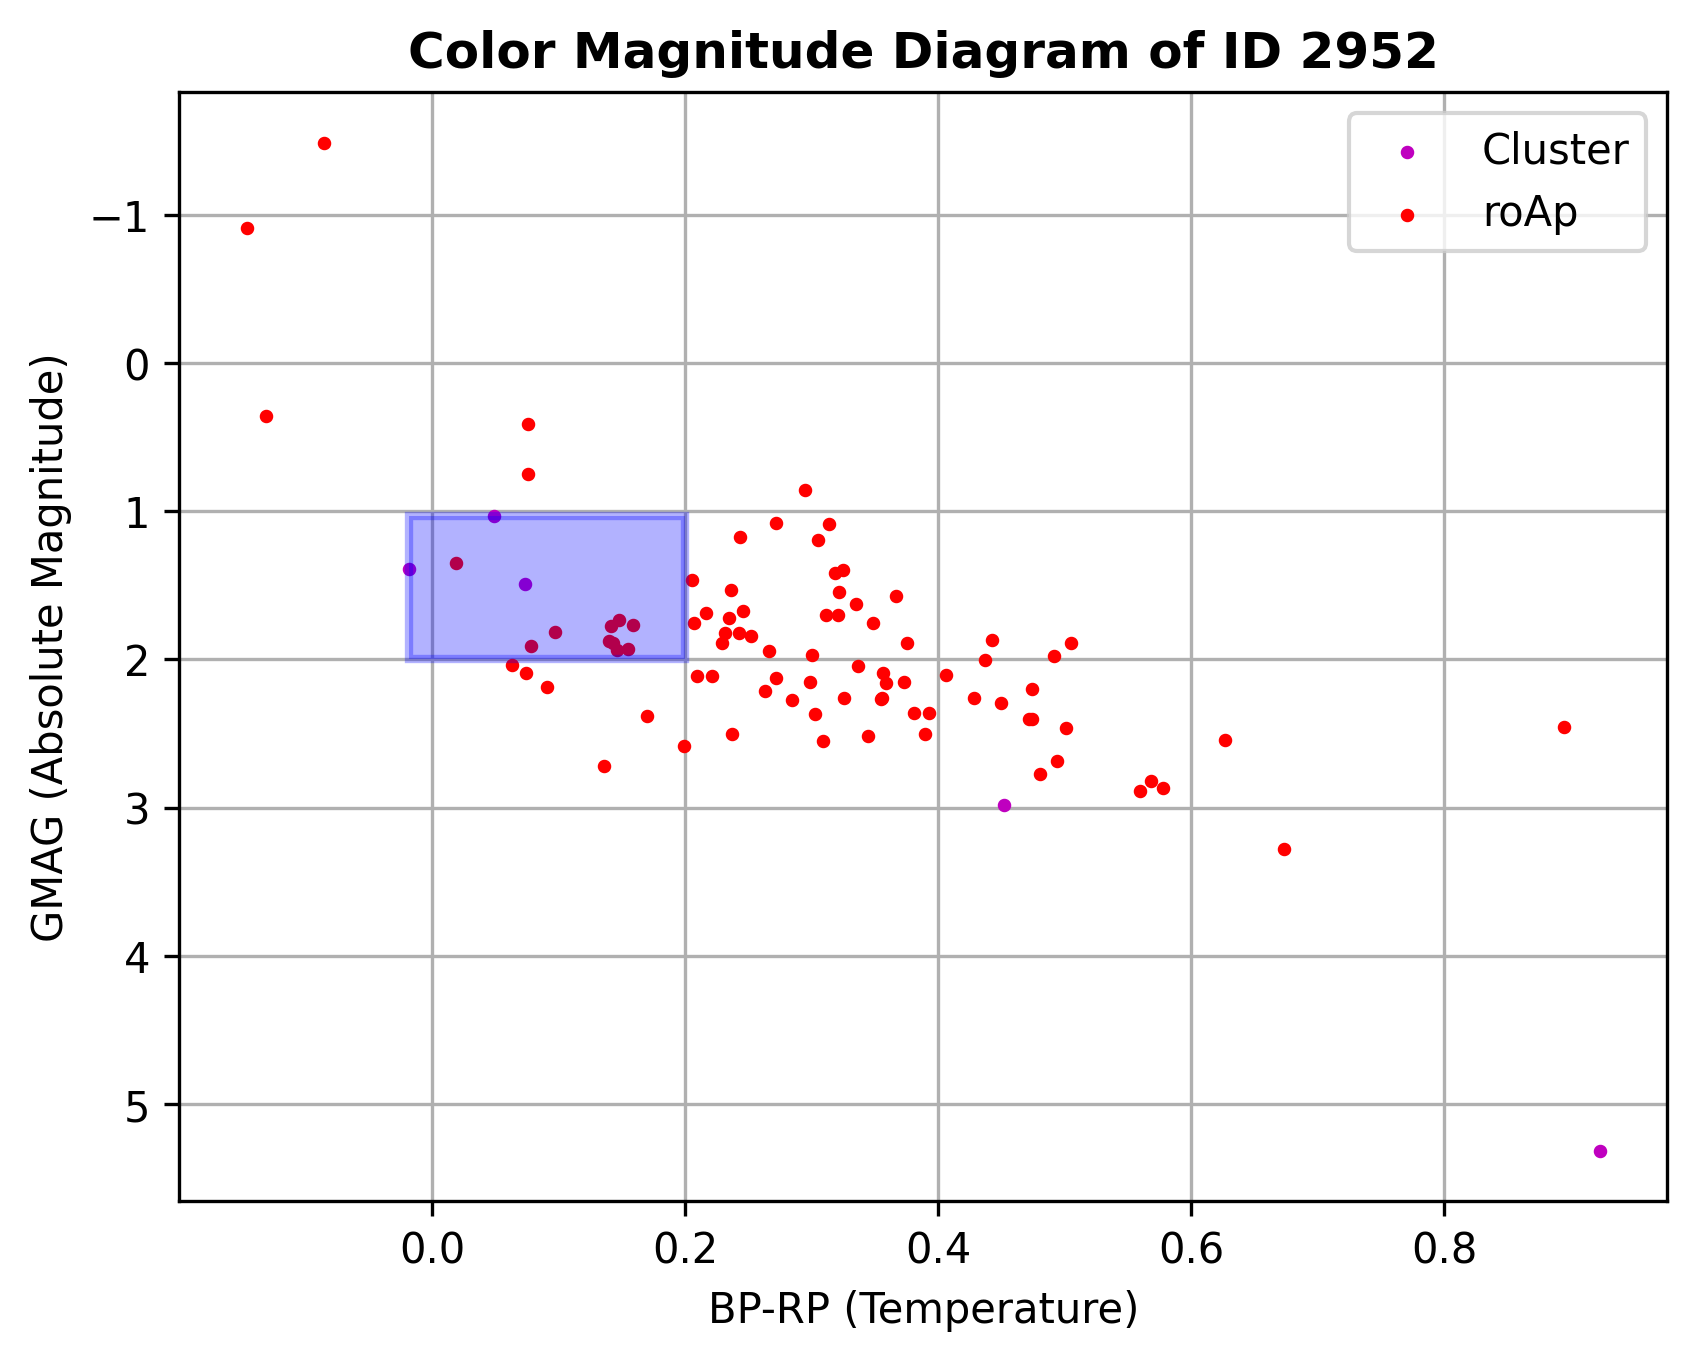 Color Magnitude Diagram of ID 2952
Cluster
roAp
GMAG (Absolute Magnitude)
−1
0
1
2
3
4
5
0.0 0.2 0.4 0.6 0.8
BP-RP (Temperature)